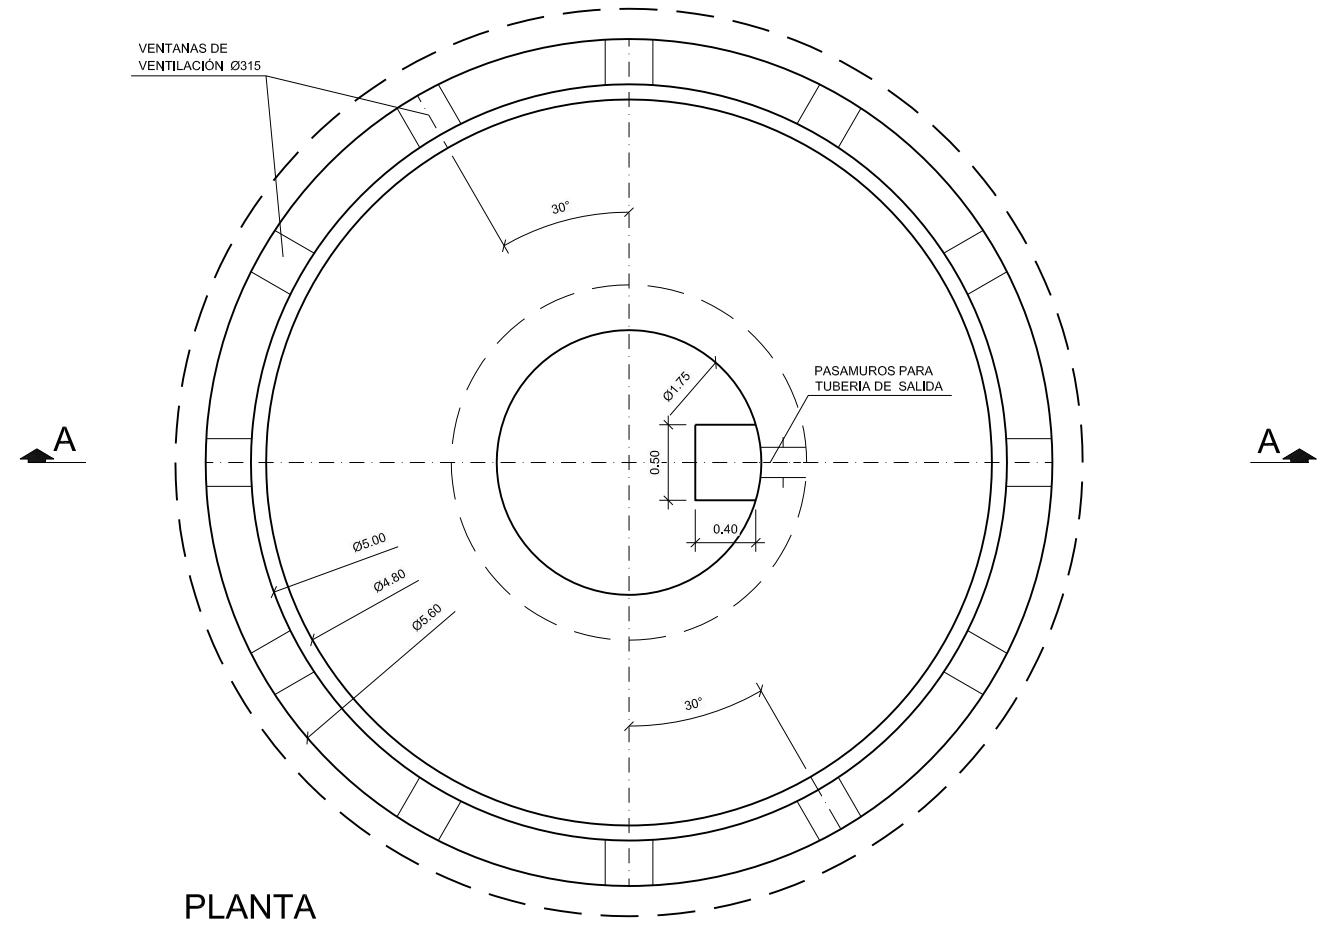 VENTANAS DE
VENTILACIÓN Ø315
30°
Ø1.75
PASAMUROS PARA
TUBERIA DE SALIDA
A
A
0.50
0.40
Ø5.00
Ø4.80
Ø5.60
30°
PLANTA